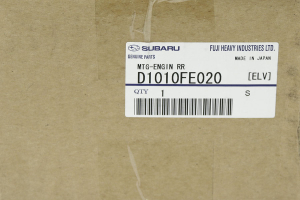 SUBARU FUJI HEAVY INDUSTRIES LTD.
GENUINE PARTS MADE IN JAPAN
MTG-ENGIN RR
D1010FE020 [ELV]
QTY 1 S